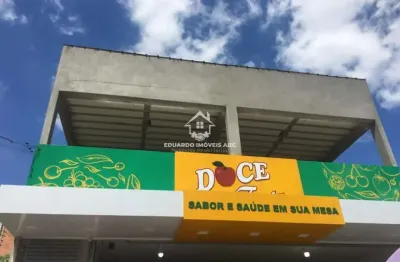 EDUARDO IMÓVEIS ABC
DOCE
SABOR E SAÚDE EM SUA MESA